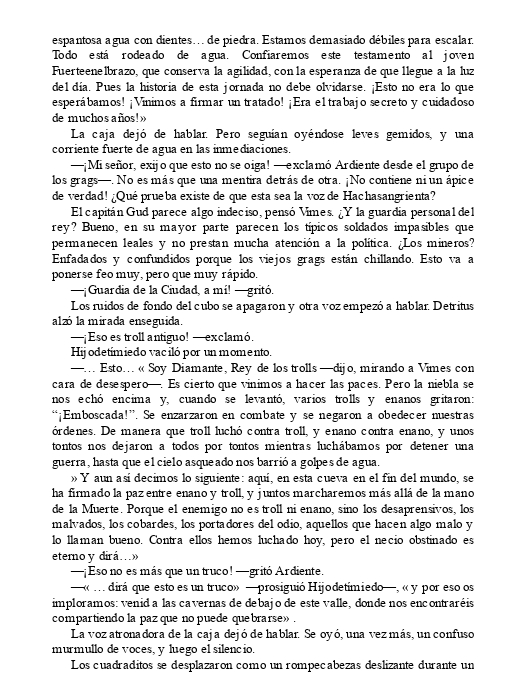 espantosa agua con dientes… de piedra. Estamos demasiado débiles para escalar.
Todo está rodeado de agua. Confiaremos este testamento al joven
Fuerteenelbrazo, que conserva la agilidad, con la esperanza de que llegue a la luz
del día. Pues la historia de esta jornada no debe olvidarse. ¡Esto no era lo que
esperábamos! ¡Vinimos a firmar un tratado! ¡Era el trabajo secreto y cuidadoso
de muchos años!»
La caja dejó de hablar. Pero seguían oyéndose leves gemidos, y una
corriente fuerte de agua en las inmediaciones.
—¡Mi señor, exijo que esto no se oiga! —exclamó Ardiente desde el grupo de
los grags—. No es más que una mentira detrás de otra. ¡No contiene ni un ápice
de verdad! ¿Qué prueba existe de que esta sea la voz de Hachasangrienta?
El capitán Gud parece algo indeciso, pensó Vimes. ¿Y la guardia personal del
rey? Bueno, en su mayor parte parecen los típicos soldados impasibles que
permanecen leales y no prestan mucha atención a la política. ¿Los mineros?
Enfadados y confundidos porque los viejos grags están chillando. Esto va a
ponerse feo muy, pero que muy rápido.
—¡Guardia de la Ciudad, a mí! —gritó.
Los ruidos de fondo del cubo se apagaron y otra voz empezó a hablar. Detritus
alzó la mirada enseguida.
—¡Eso es troll antiguo! —exclamó.
Hijodetimiedo vaciló por un momento.
—… Esto… «Soy Diamante, Rey de los trolls —dijo, mirando a Vimes con
cara de desespero—. Es cierto que vinimos a hacer las paces. Pero la niebla se
nos echó encima y, cuando se levantó, varios trolls y enanos gritaron:
“¡Emboscada!”. Se enzarzaron en combate y se negaron a obedecer nuestras
órdenes. De manera que troll luchó contra troll, y enano contra enano, y unos
tontos nos dejaron a todos por tontos mientras luchábamos por detener una
guerra, hasta que el cielo asqueado nos barrió a golpes de agua.
» Y aun así decimos lo siguiente: aquí, en esta cueva en el fin del mundo, se
ha firmado la paz entre enano y troll, y juntos marcharemos más allá de la mano
de la Muerte. Porque el enemigo no es troll ni enano, sino los desaprensivos, los
malvados, los cobardes, los portadores del odio, aquellos que hacen algo malo y
lo llaman bueno. Contra ellos hemos luchado hoy, pero el necio obstinado es
eterno y dirá…»
—¡Eso no es más que un truco! —gritó Ardiente.
—« … dirá que esto es un truco» —prosiguió Hijodetimiedo—, «y por eso os
imploramos: venid a las cavernas de debajo de este valle, donde nos encontraréis
compartiendo la paz que no puede quebrarse» .
La voz atronadora de la caja dejó de hablar. Se oyó, una vez más, un confuso
murmullo de voces, y luego el silencio.
Los cuadraditos se desplazaron como un rompecabezas deslizante durante un